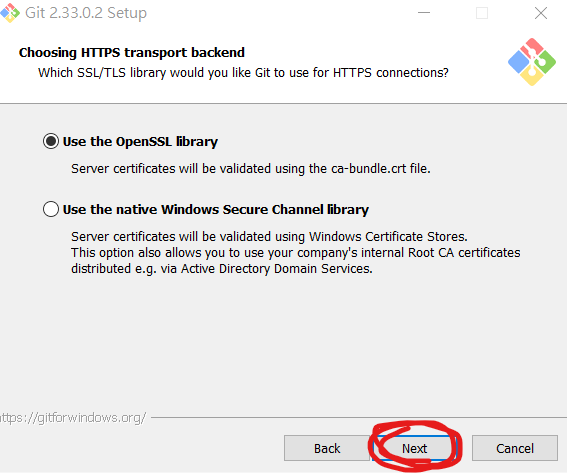 Git 2.33.0.2 Setup
Choosing HTTPS transport backend
Which SSL/TLS library would you like Git to use for HTTPS connections?
Use the OpenSSL library
Server certificates will be validated using the ca-bundle.crt file.
Use the native Windows Secure Channel library
Server certificates will be validated using Windows Certificate Stores.
This option also allows you to use your company's internal Root CA certificates
distributed e.g. via Active Directory Domain Services.
ttps://gitforwindows.org/
Back
Next
Cancel